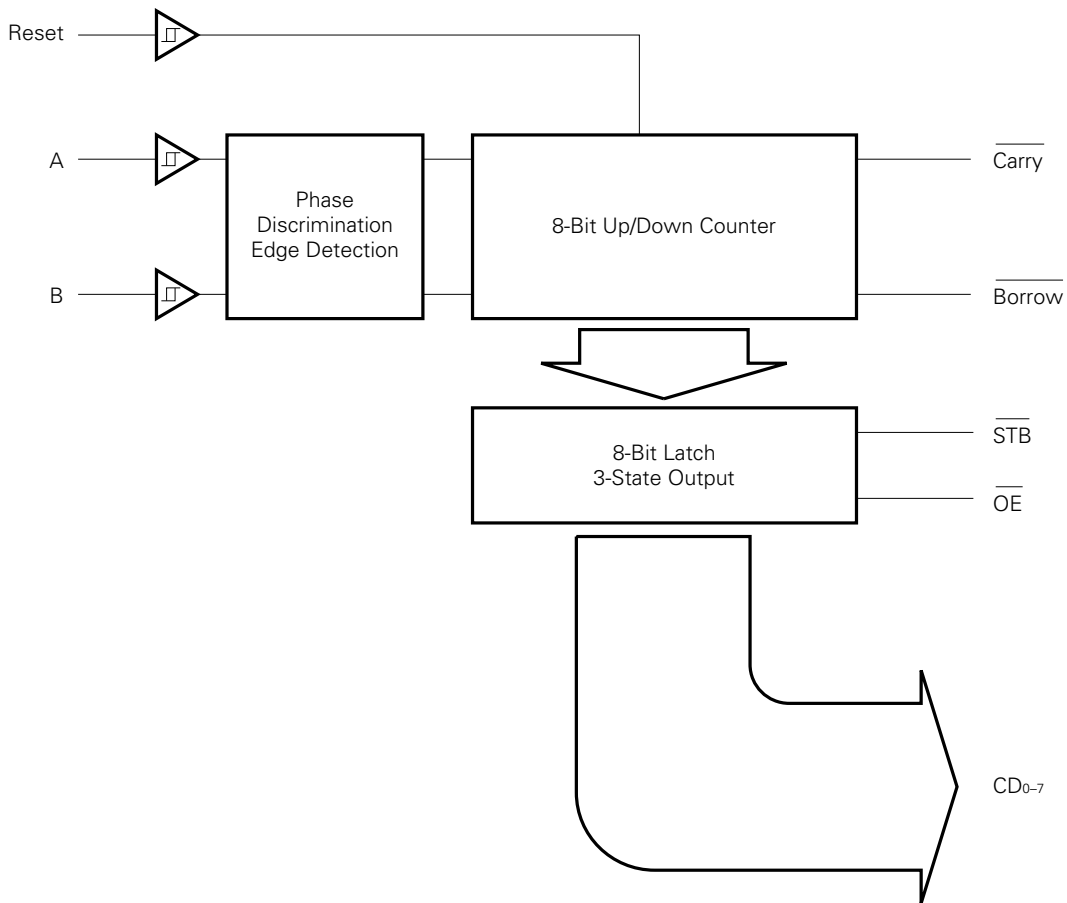 Reset
A
Phase
Discrimination
Edge Detection
8-Bit Up/Down Counter
Carry
B
Borrow
8-Bit Latch
3-State Output
STB
OE
CD0–7